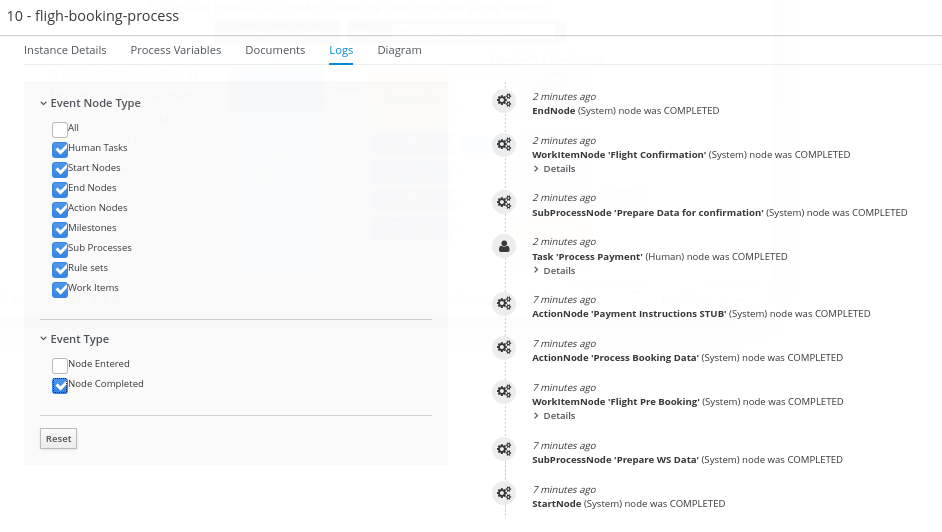 10 - fligh-booking-process
Instance Details Process Variables Documents Logs Diagram
Event Node Type
All
Human Tasks
Start Nodes
End Nodes
Action Nodes
Milestones
Sub Processes
Rule sets
Work Items
Event Type
Node Entered
Node Completed
Reset
2 minutes ago
EndNode (System) node was COMPLETED
2 minutes ago
WorkItemNode 'Flight Confirmation' (System) node was COMPLETED
Details
2 minutes ago
SubProcessNode 'Prepare Data for confirmation' (System) node was COMPLETED
2 minutes ago
Task 'Process Payment' (Human) node was COMPLETED
Details
7 minutes ago
ActionNode 'Payment Instructions STUB' (System) node was COMPLETED
7 minutes ago
ActionNode 'Process Booking Data' (System) node was COMPLETED
7 minutes ago
WorkItemNode 'Flight Pre Booking' (System) node was COMPLETED
Details
7 minutes ago
SubProcessNode 'Prepare WS Data' (System) node was COMPLETED
7 minutes ago
StartNode (System) node was COMPLETED